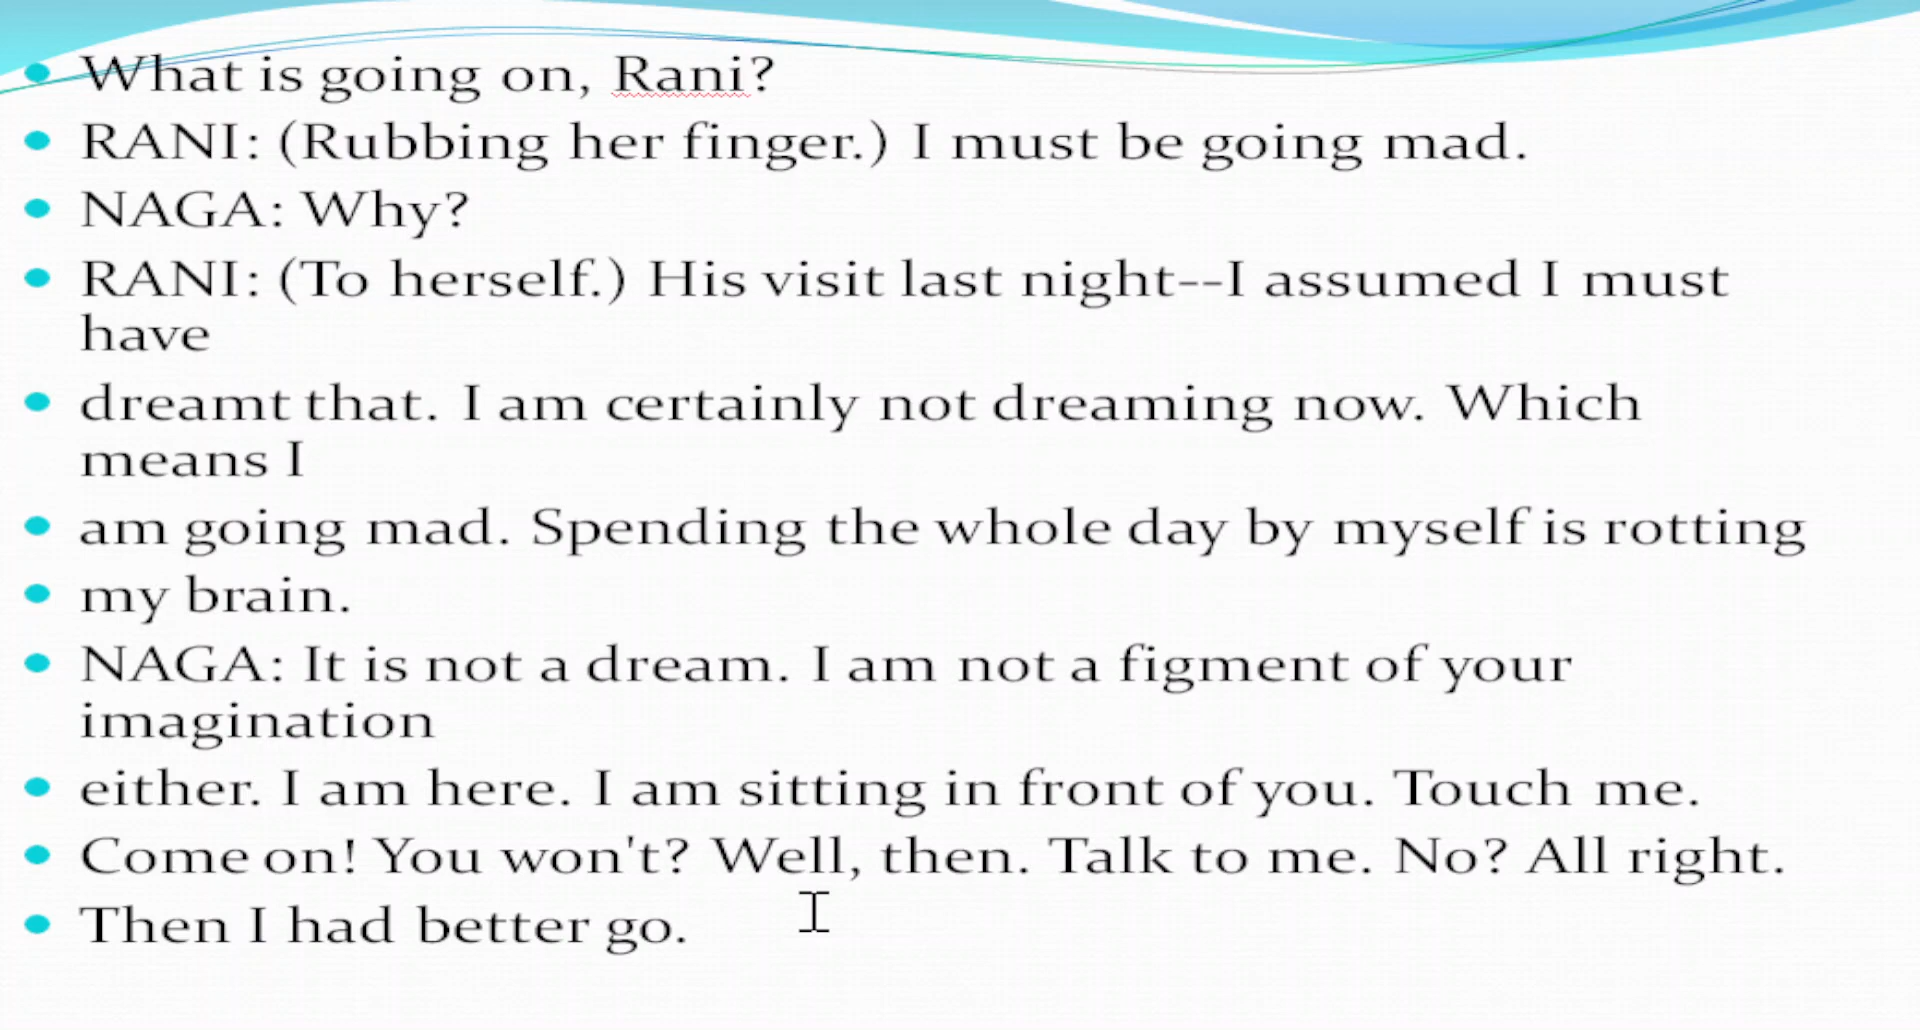 What is going on, Rani?
RANI: (Rubbing her finger.) I must be going mad.
NAGA: Why?
RANI: (To herself.) His visit last night--I assumed I must
have
dreamt that. I am certainly not dreaming now. Which
means I
am going mad. Spending the whole day by myself is rotting
my brain.
NAGA: It is not a dream. I am not a figment of your
imagination
either. I am here. I am sitting in front of you. Touch me.
Come on! You won't? Well, then. Talk to me. No? All right.
Then I had better go.